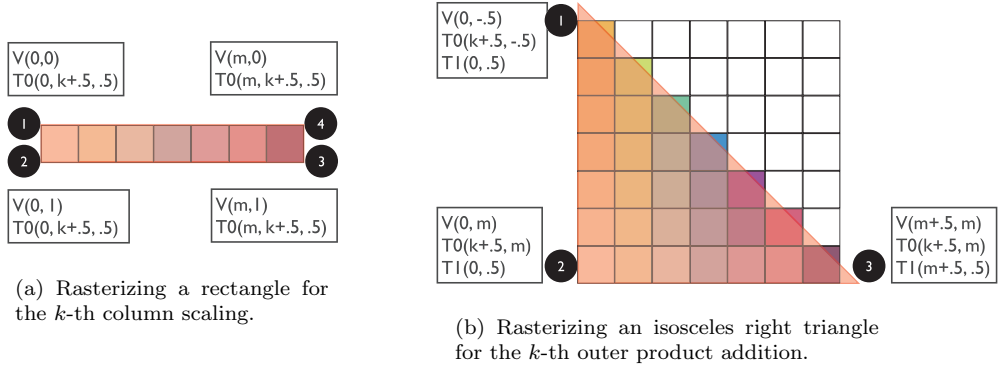 V(0,0)
T0(0, k+.5, .5)
V(m,0)
T0(m, k+.5, .5)
1
4
2
3
V(0, 1)
T0(0, k+.5, .5)
V(m,1)
T0(m, k+.5, .5)
(a) Rasterizing a rectangle for
the k-th column scaling.
V(0, -.5)
T0(k+.5, -.5)
T1(0, .5)
1
V(0, m)
T0(k+.5, m)
T1(0, .5)
2
3
V(m+.5, m)
T0(k+.5, m)
T1(m+.5, .5)
(b) Rasterizing an isosceles right triangle
for the k-th outer product addition.